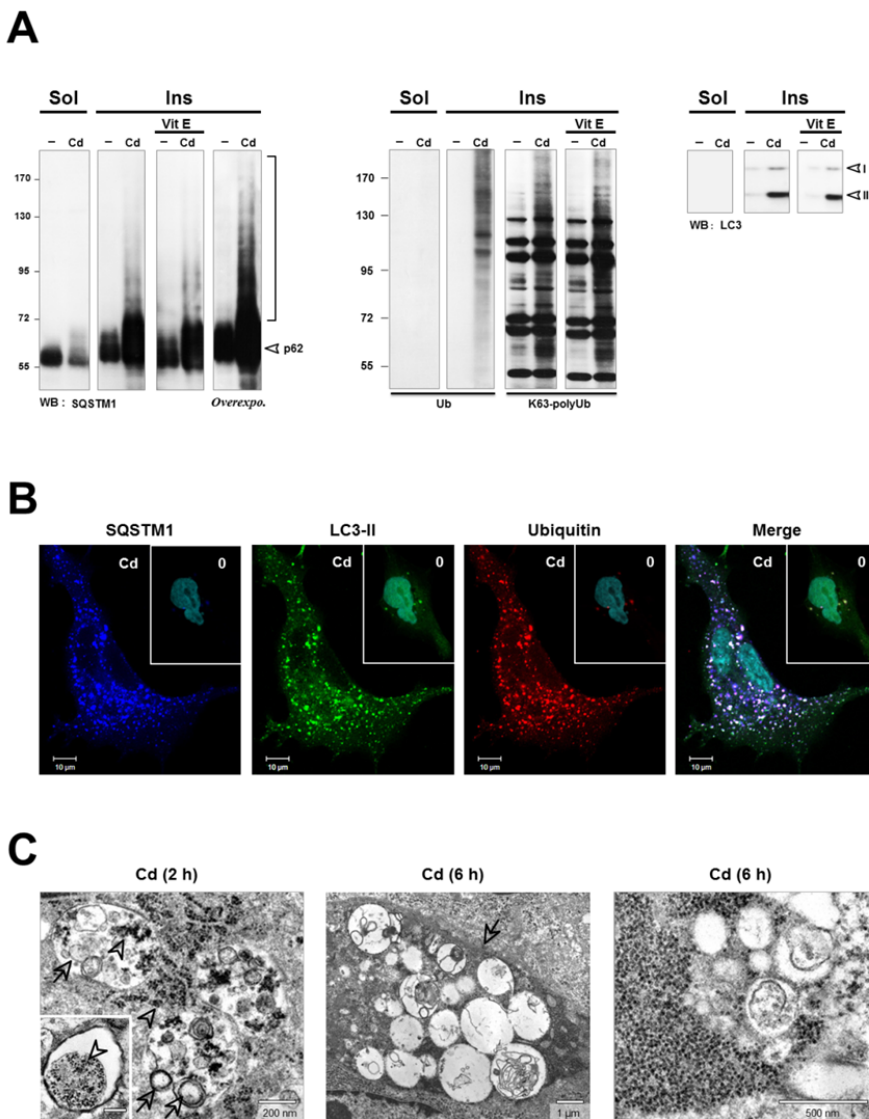 A
Sol Ins
Vit E
– Cd – Cd – Cd – Cd
170
130
95
72
55
p62
WB : SQSTM1 Overexpo.
Sol Ins
Vit E
– Cd – Cd – Cd – Cd
170
130
95
72
55
Ub K63-polyUb
Sol Ins
Vit E
– Cd – Cd – Cd
I
II
WB : LC3
B
SQSTM1 LC3-II Ubiquitin Merge
Cd 0 Cd 0 Cd 0 Cd 0
10 µm 10 µm 10 µm 10 µm
C
Cd (2 h) Cd (6 h) Cd (6 h)
200 nm 1 µm 500 nm